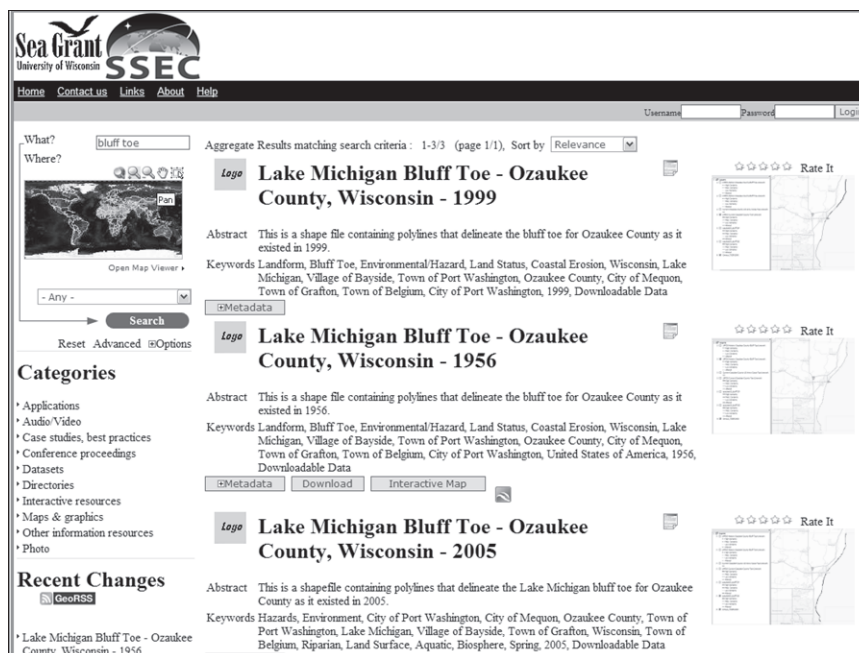 Sea Grant
University of Wisconsin
SSEC
Home Contact us Links About Help
Username Password Login
What? bluff toe
Where?
Pan
Open Map Viewer
- Any -
Search
Reset Advanced Options
Categories
Applications
Audio/Video
Case studies, best practices
Conference proceedings
Datasets
Directories
Interactive resources
Maps & graphics
Other information resources
Photo
Recent Changes
GeoRSS
Lake Michigan Bluff Toe - Ozaukee
County, Wisconsin - 1956
Aggregate Results matching search criteria : 1-3/3 (page 1/1), Sort by Relevance
Logo
Lake Michigan Bluff Toe - Ozaukee
County, Wisconsin - 1999
Rate It
Abstract This is a shape file containing polylines that delineate the bluff toe for Ozaukee County as it
existed in 1999.
Keywords Landform, Bluff Toe, Environmental/Hazard, Land Status, Coastal Erosion, Wisconsin, Lake
Michigan, Village of Bayside, Town of Port Washington, Ozaukee County, City of Mequon,
Town of Grafton, Town of Belgium, City of Port Washington, 1999, Downloadable Data
Metadata
Logo
Lake Michigan Bluff Toe - Ozaukee
County, Wisconsin - 1956
Rate It
Abstract This is a shape file containing polylines that delineate the bluff toe for Ozaukee County as it
existed in 1956.
Keywords Landform, Bluff Toe, Environmental/Hazard, Land Status, Coastal Erosion, Wisconsin, Lake
Michigan, Village of Bayside, Town of Port Washington, Ozaukee County, City of Mequon,
Town of Grafton, Town of Belgium, City of Port Washington, United States of America, 1956,
Downloadable Data
Metadata Download Interactive Map
Logo
Lake Michigan Bluff Toe - Ozaukee
County, Wisconsin - 2005
Rate It
Abstract This is a shapefile containing polylines that delineate the Lake Michigan bluff toe for Ozaukee
County as it existed in 2005.
Keywords Hazards, Environment, City of Port Washington, City of Mequon, Ozaukee County, Town of
Port Washington, Lake Michigan, Village of Bayside, Town of Grafton, Wisconsin, Town of
Belgium, Riparian, Land Surface, Aquatic, Biosphere, Spring, 2005, Downloadable Data